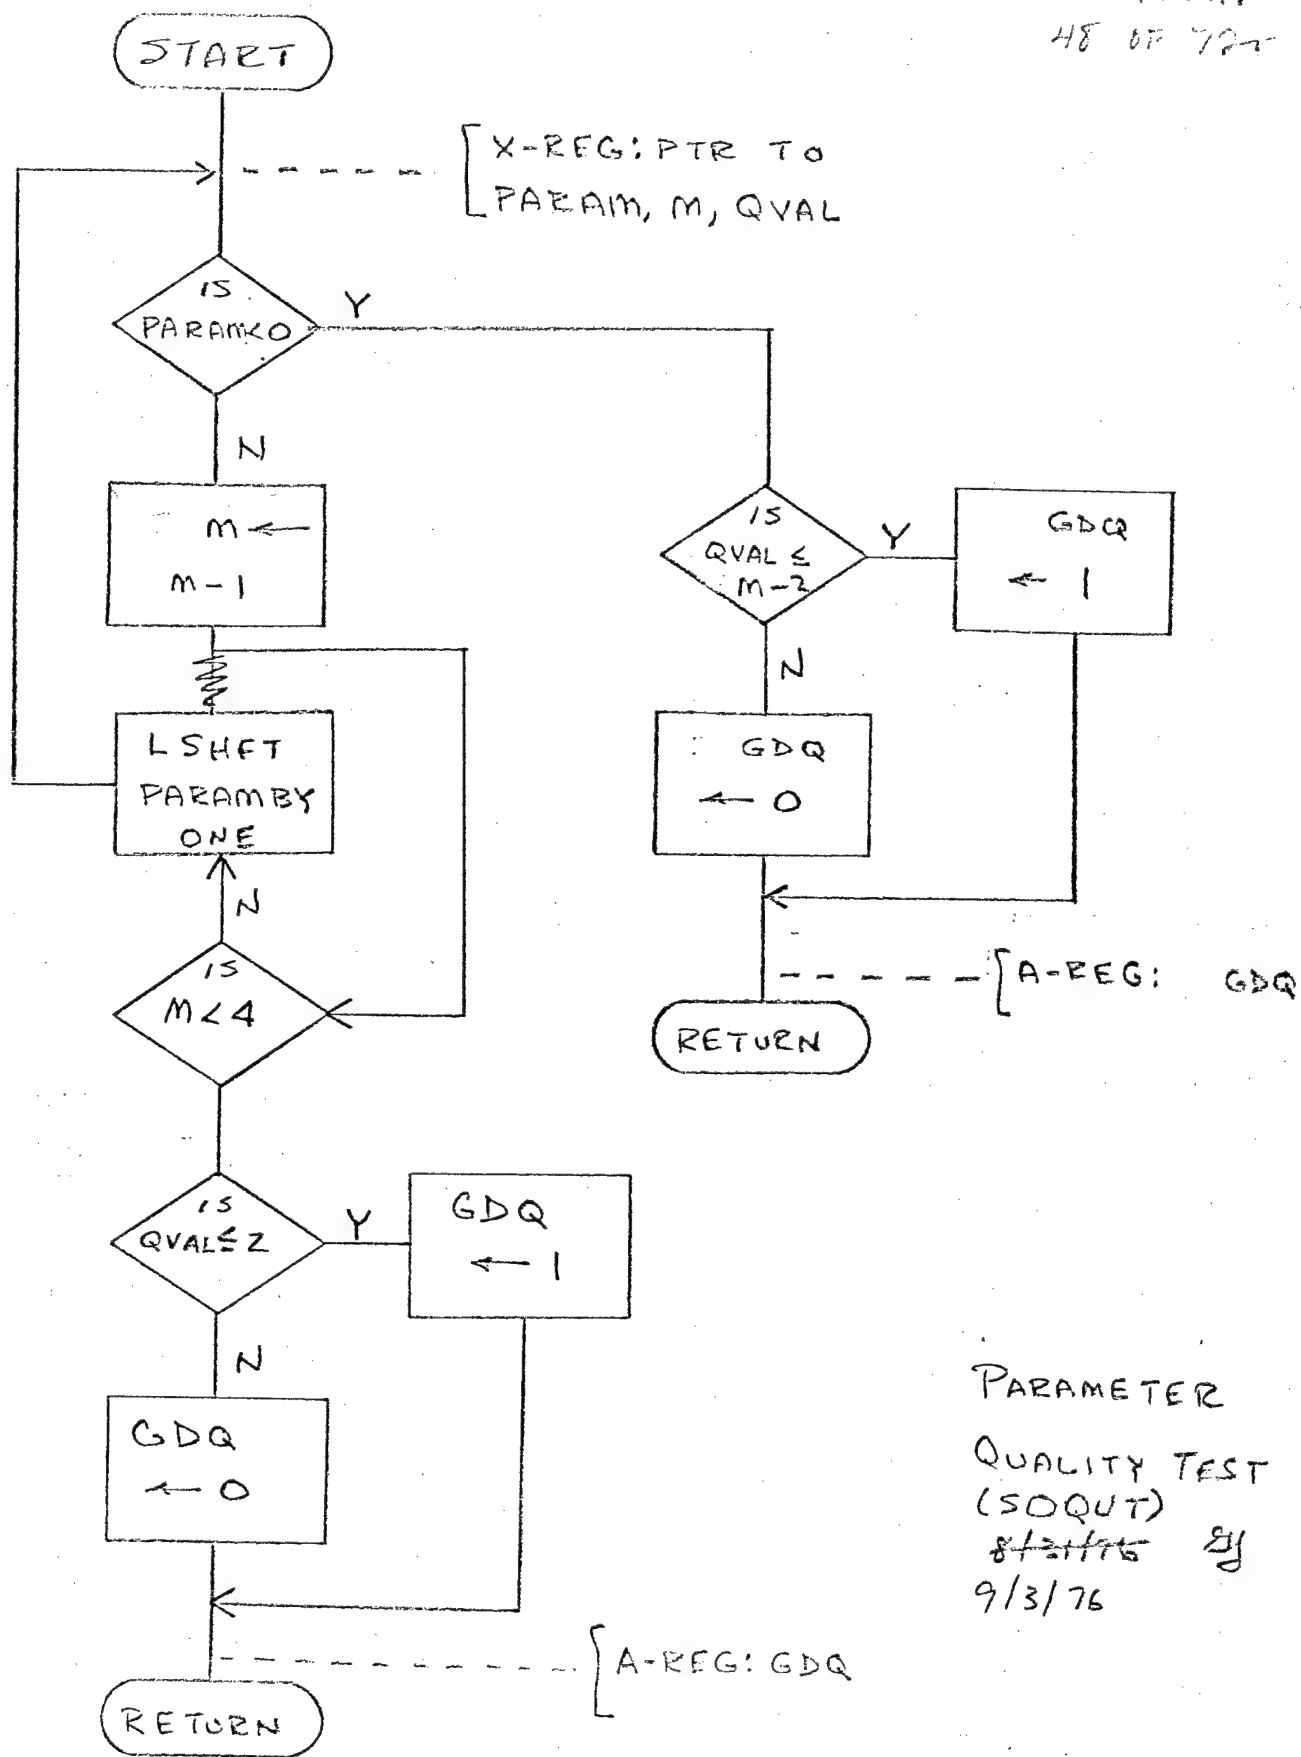 48 OF
START
X-REG: PTR TO
PARAM, M, QVAL
IS
PARAM<0
Y
N
M ←
M-1
IS
QVAL ≤
M-2
Y
GDQ
← 1
N
GDQ
← 0
LSHFT
PARAM BY
ONE
N
IS
M<4
A-REG: GDQ
RETURN
IS
QVAL≤2
Y
GDQ
← 1
N
GDQ
← 0
A-REG: GDQ
RETURN
PARAMETER
QUALITY TEST
(SOQUT)
9/3/76